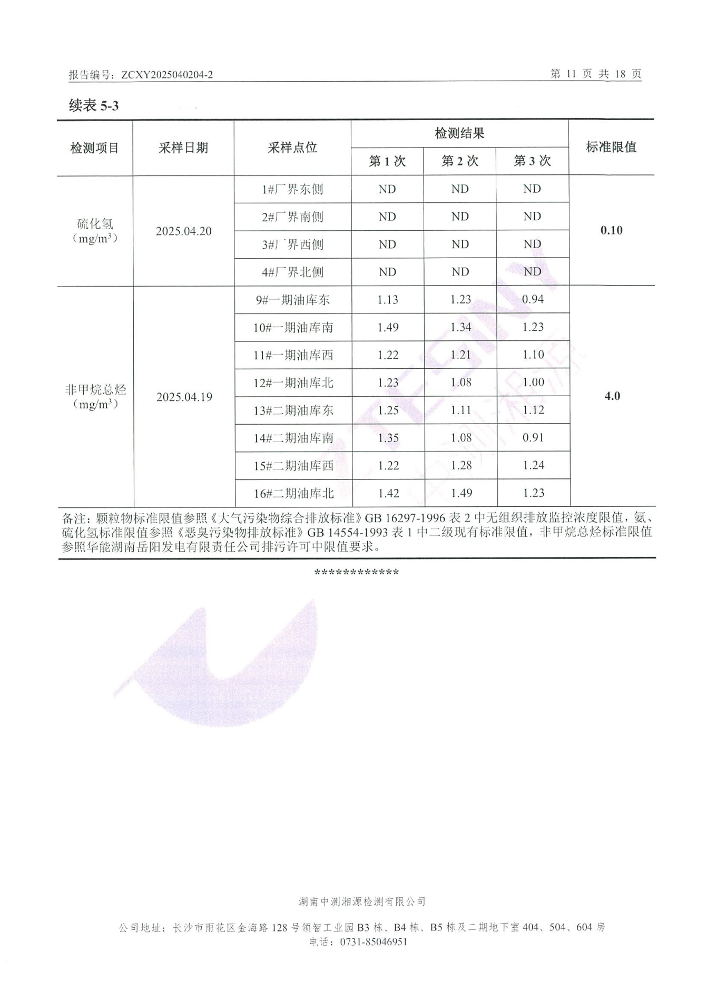 报告编号：ZCXY2025040204-2
第 11 页 共 18 页
续表 5-3
检测项目 采样日期 采样点位 检测结果 标准限值
第 1 次 第 2 次 第 3 次
硫化氢
（mg/m³）
2025.04.20
1#厂界东侧 ND ND ND
2#厂界南侧 ND ND ND
3#厂界西侧 ND ND ND
4#厂界北侧 ND ND ND
0.10
非甲烷总烃
（mg/m³）
2025.04.19
9#一期油库东 1.13 1.23 0.94
10#一期油库南 1.49 1.34 1.23
11#一期油库西 1.22 1.21 1.10
12#一期油库北 1.23 1.08 1.00
13#二期油库东 1.25 1.11 1.12
14#二期油库南 1.35 1.08 0.91
15#二期油库西 1.22 1.28 1.24
16#二期油库北 1.42 1.49 1.23
4.0
ZTESINY
中测湘源
备注：颗粒物标准限值参照《大气污染物综合排放标准》GB 16297-1996 表 2 中无组织排放监控浓度限值，氨、
硫化氢标准限值参照《恶臭污染物排放标准》GB 14554-1993 表 1 中二级现有标准限值，非甲烷总烃标准限值
参照华能湖南岳阳发电有限责任公司排污许可中限值要求。
************
湖南中测湘源检测有限公司
公司地址：长沙市雨花区金海路 128 号领智工业园 B3 栋、B4 栋、B5 栋及二期地下室 404、504、604 房
电话：0731-85046951